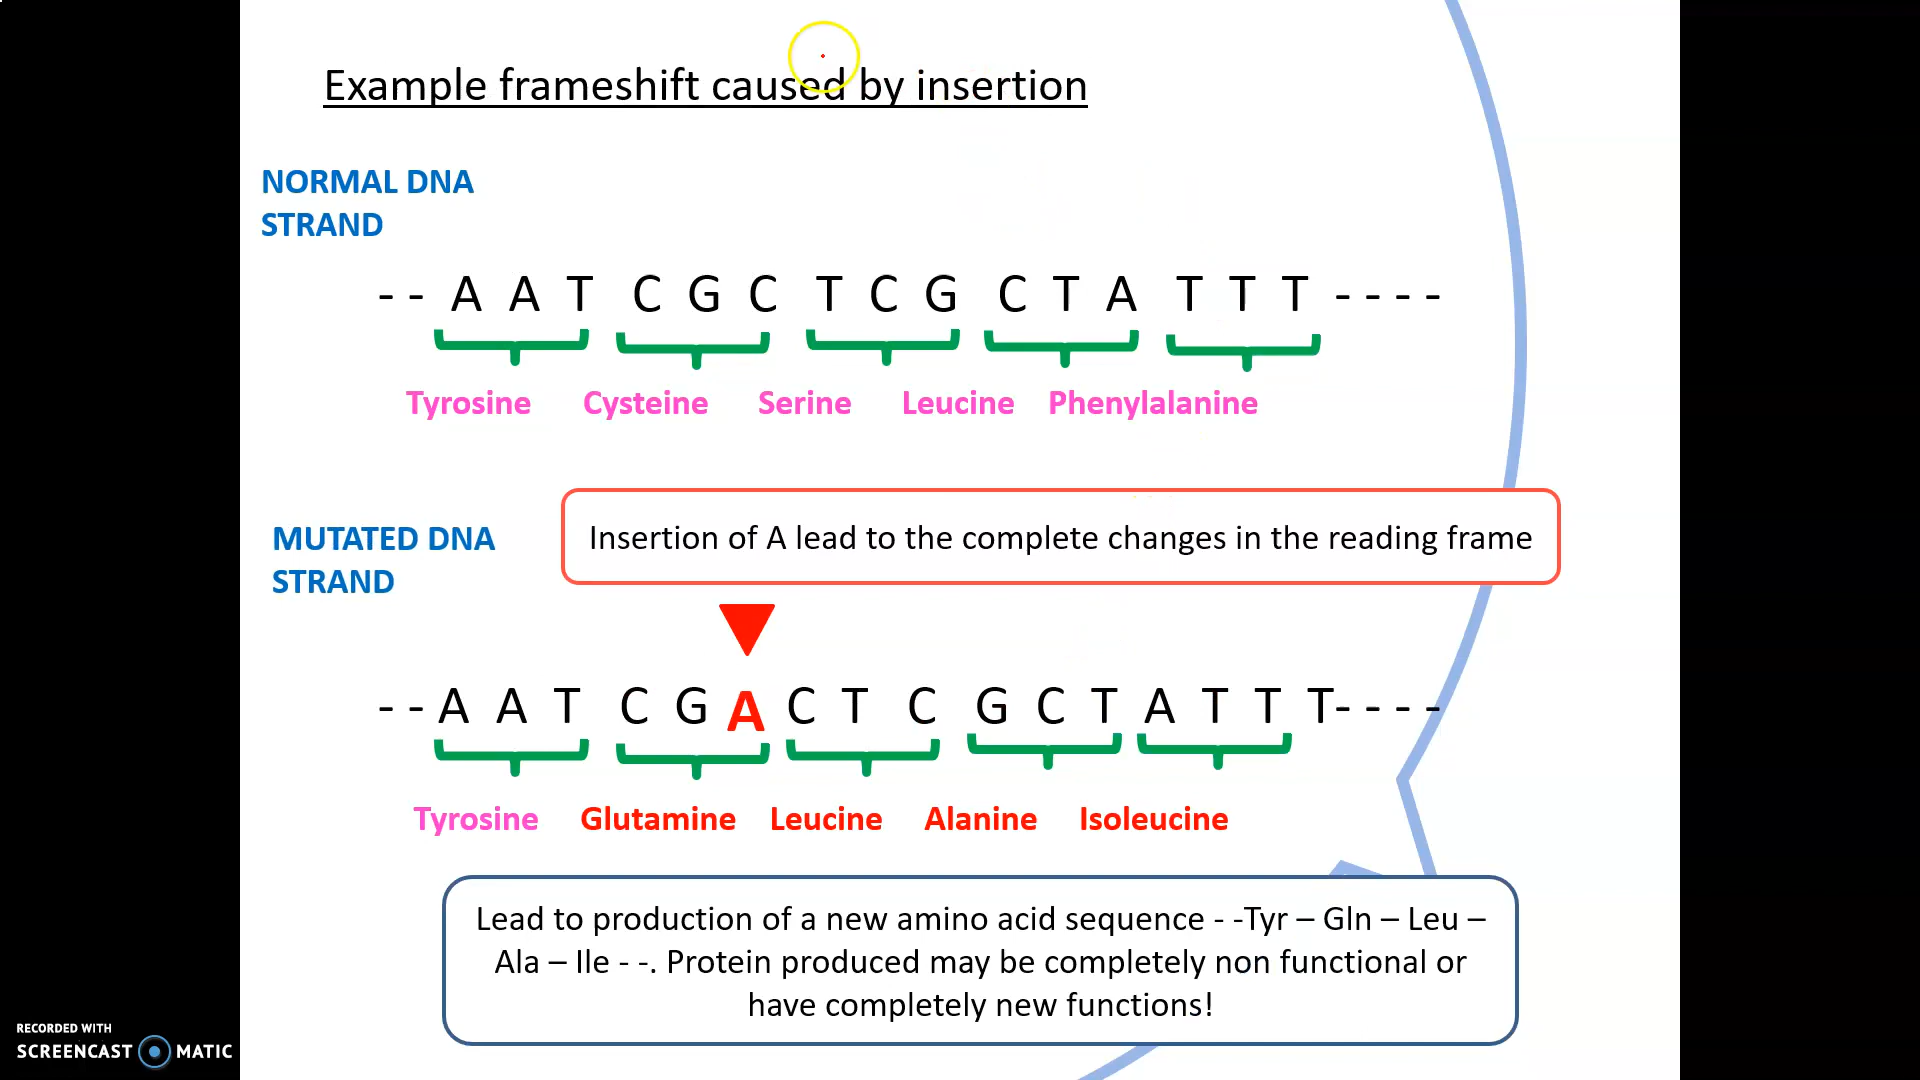 Example frameshift caused by insertion
NORMAL DNA
STRAND
- - A A T C G C T C G C T A T T T - - - -
Tyrosine Cysteine Serine Leucine Phenylalanine
Insertion of A lead to the complete changes in the reading frame
MUTATED DNA
STRAND
- - A A T C G A C T C G C T A T T T - - - -
Tyrosine Glutamine Leucine Alanine Isoleucine
Lead to production of a new amino acid sequence - -Tyr – Gln – Leu –
Ala – Ile - -. Protein produced may be completely non functional or
have completely new functions!
RECORDED WITH
SCREENCAST MATIC